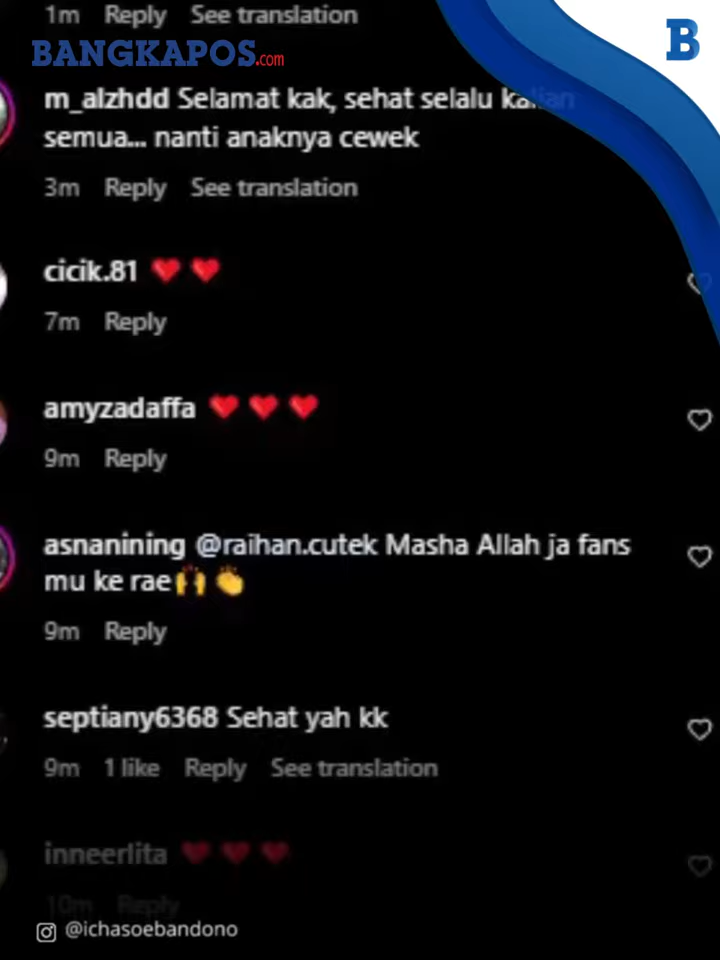 1m Reply See translation
BANGKAPOS.com
B
m_alzhdd Selamat kak, sehat selalu kalian
semua... nanti anaknya cewek
3m Reply See translation
cicik.81 ❤️ ❤️
7m Reply
amyzadaffa ❤️ ❤️ ❤️
9m Reply
asnanining @raihan.cutek Masha Allah ja fans
mu ke rae🙌 👏
9m Reply
septiany6368 Sehat yah kk
9m 1 like Reply See translation
inneerlita ❤️ ❤️ ❤️
10m Reply
@ichasoebandono